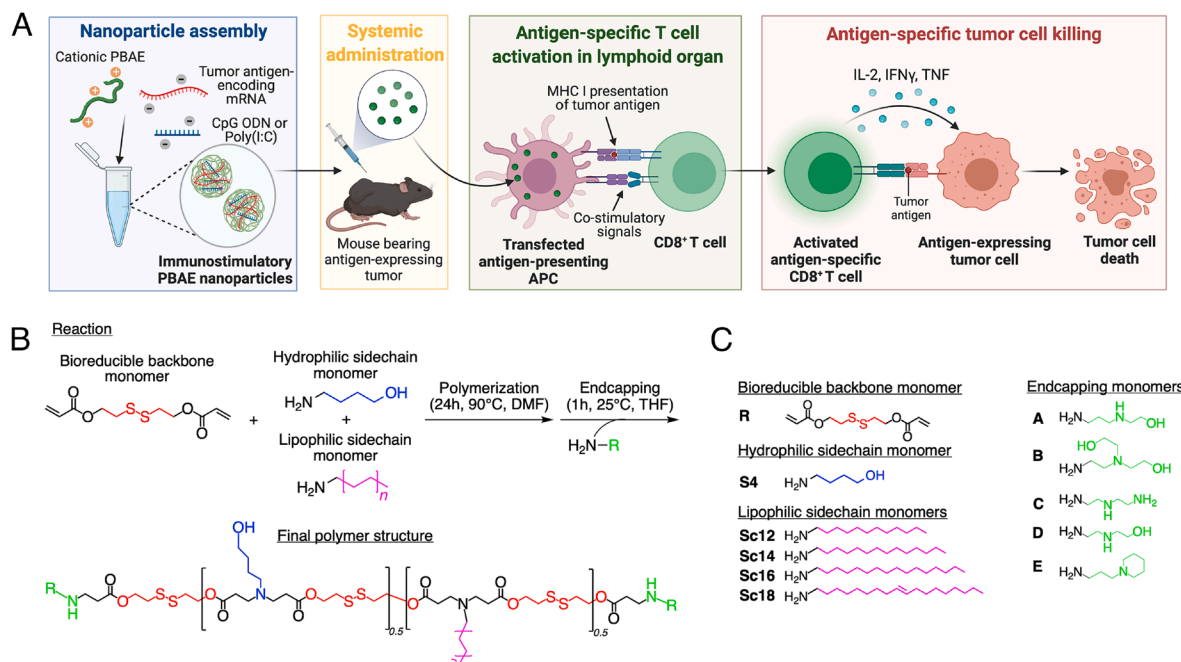 A
Nanoparticle assembly
Cationic PBAE
Tumor antigen-
encoding
mRNA
CpG ODN or
Poly(I:C)
Immunostimulatory
PBAE nanoparticles
Systemic
administration
Mouse bearing
antigen-expressing
tumor
Antigen-specific T cell
activation in lymphoid organ
MHC I presentation
of tumor antigen
Co-stimulatory
signals
Transfected
antigen-presenting
APC
CD8+ T cell
Antigen-specific tumor cell killing
IL-2, IFNγ, TNF
Tumor
antigen
Activated
antigen-specific
CD8+ T cell
Antigen-expressing
tumor cell
Tumor cell
death
B
Reaction
Bioreducible backbone
monomer
O
O
S
S
O
O
+
Hydrophilic sidechain
monomer
H2N
OH
+
Lipophilic sidechain
monomer
H2N
n
Polymerization
(24h, 90°C, DMF)
Endcapping
(1h, 25°C, THF)
H2N-R
Final polymer structure
OH
R
N
H
O
O
S
S
O
O
N
O
O
S
S
0.5
O
O
N
O
O
S
S
0.5
O
O
H
N
R
C
Bioreducible backbone monomer
R
O
O
S
S
O
O
Hydrophilic sidechain monomer
S4
H2N
OH
Lipophilic sidechain monomers
Sc12
H2N
Sc14
H2N
Sc16
H2N
Sc18
H2N
Endcapping monomers
A
H2N
H
N
OH
B
HO
H2N
N
OH
C
H2N
N
H
NH2
D
H2N
N
H
OH
E
H2N
N